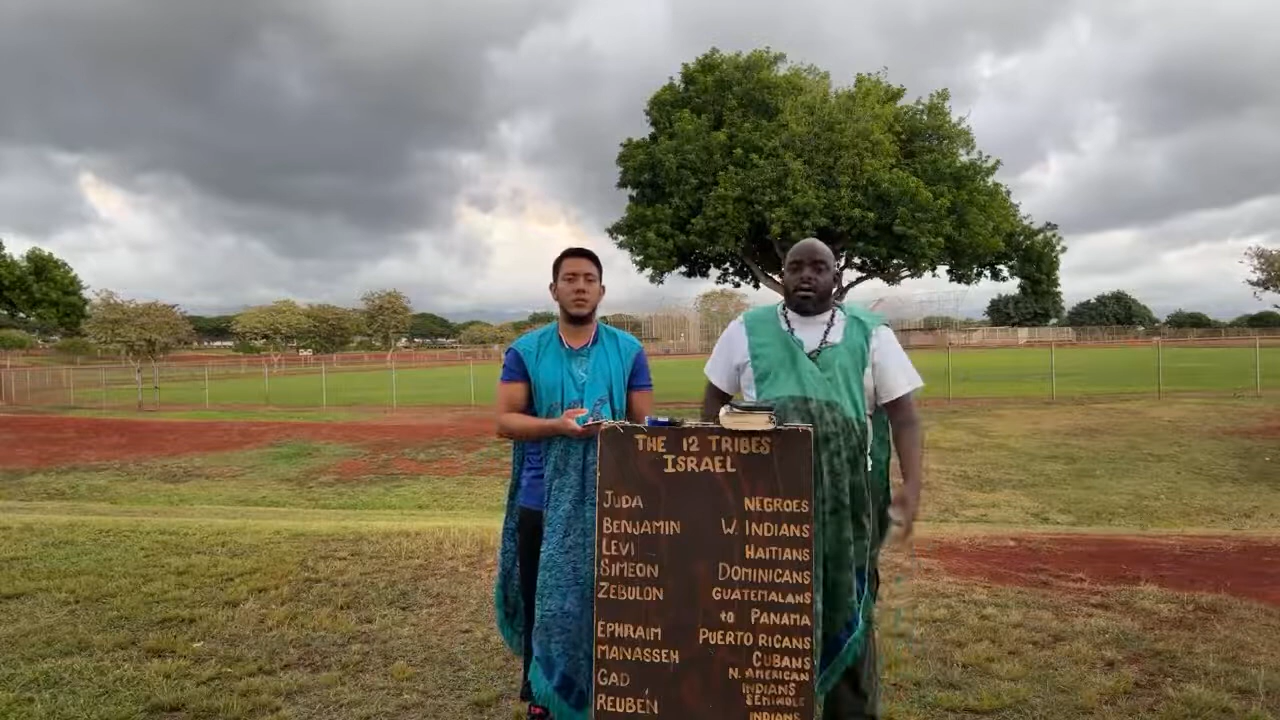 THE 12 TRIBES
ISRAEL
JUDA NEGROES
BENJAMIN W. INDIANS
LEVI HAITIANS
SIMEON DOMINICANS
ZEBULON GUATEMALANS
to PANAMA
EPHRAIM PUERTO RICANS
MANASSEH CUBANS
GAD N. AMERICAN
INDIANS
REUBEN SEMINOLE
INDIANS